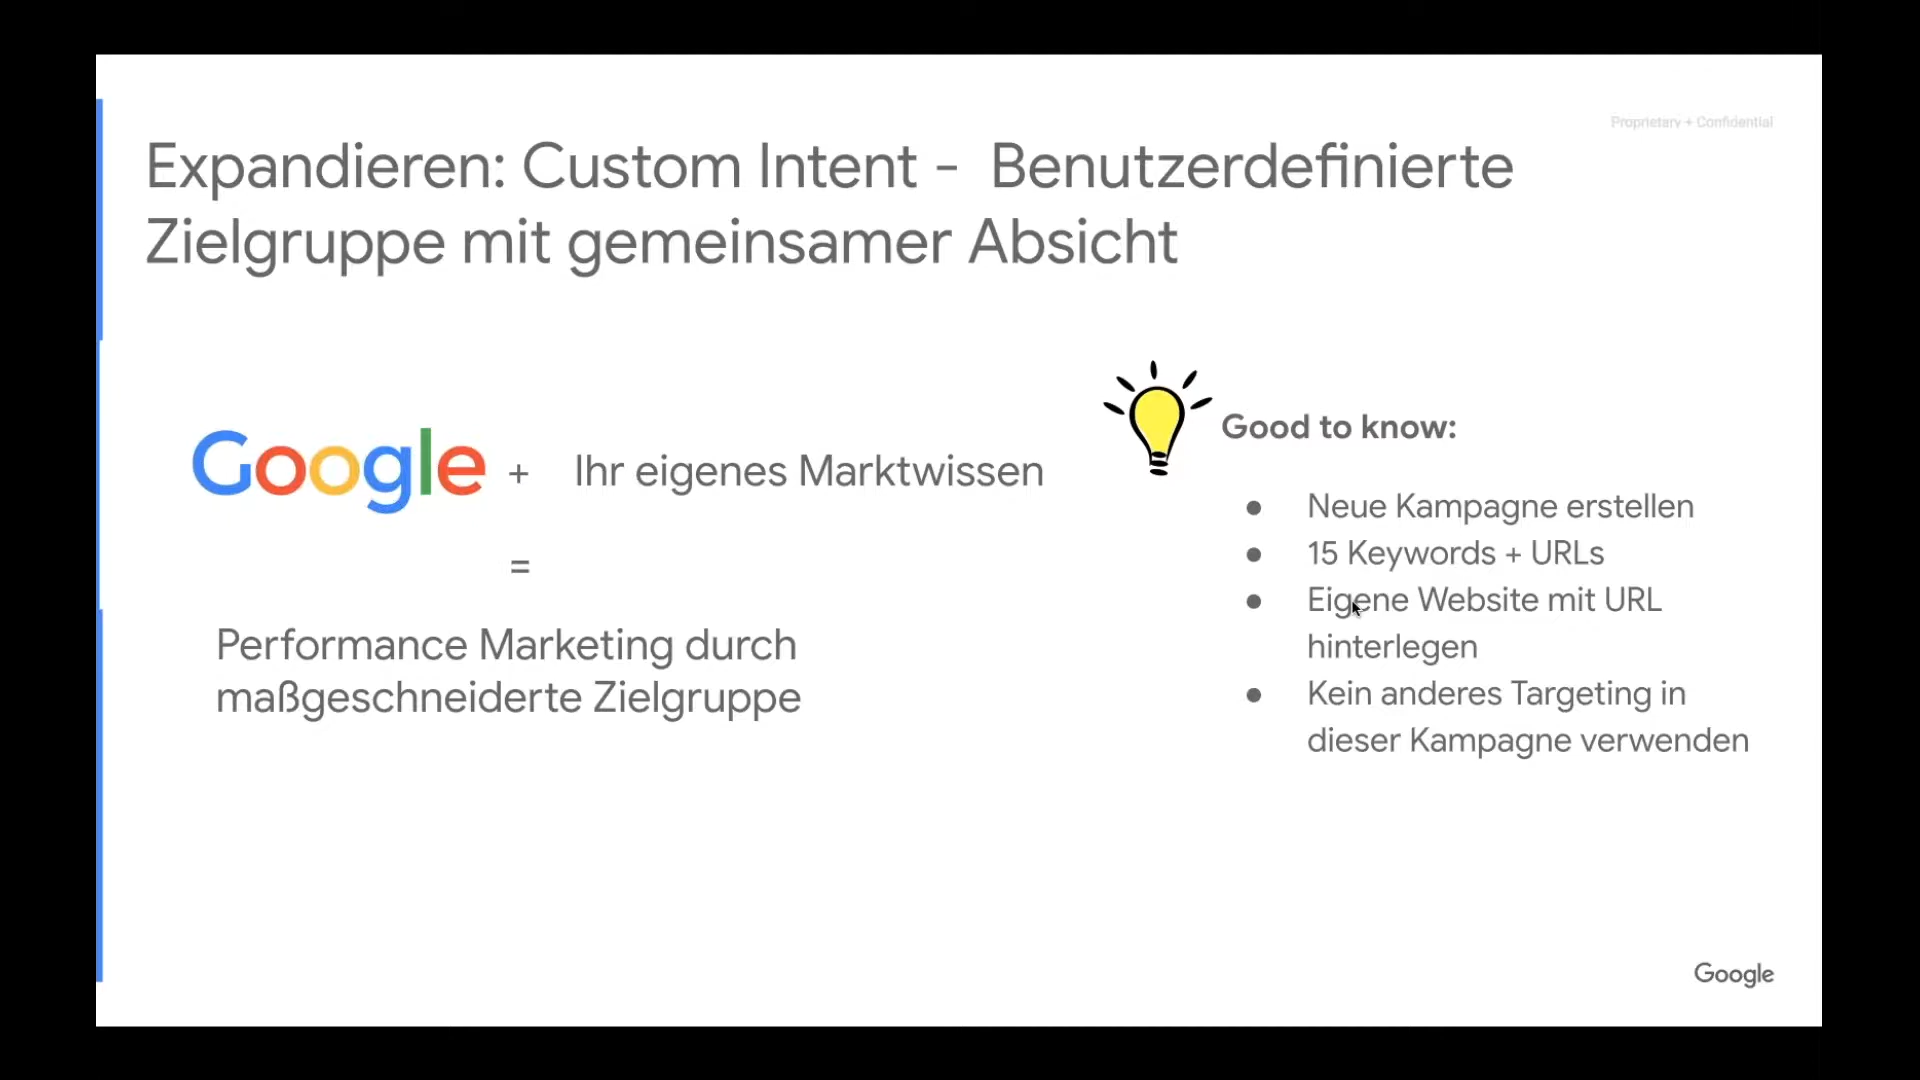 Proprietary + Confidential
Expandieren: Custom Intent - Benutzerdefinierte
Zielgruppe mit gemeinsamer Absicht
Google + Ihr eigenes Marktwissen
=
Performance Marketing durch
maßgeschneiderte Zielgruppe
Good to know:
● Neue Kampagne erstellen
● 15 Keywords + URLs
● Eigene Website mit URL
hinterlegen
● Kein anderes Targeting in
dieser Kampagne verwenden
Google